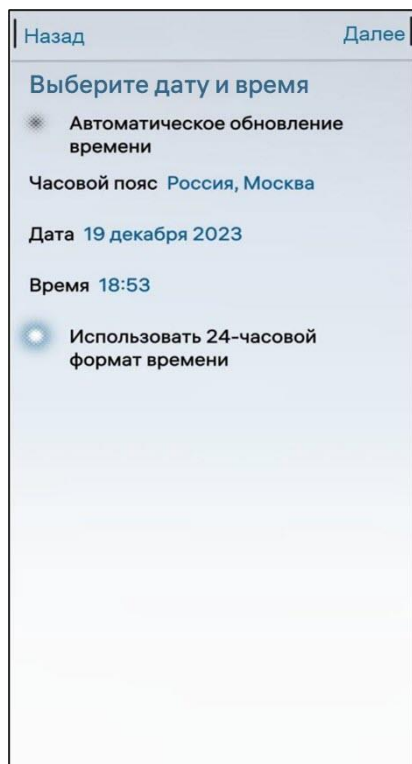 Назад Далее
Выберите дату и время
Автоматическое обновление
времени
Часовой пояс Россия, Москва
Дата 19 декабря 2023
Время 18:53
Использовать 24-часовой
формат времени